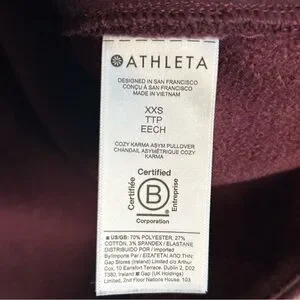 ATHLETA
DESIGNED IN SAN FRANCISCO
CONÇU À SAN FRANCISCO
MADE IN VIETNAM
XXS
TTP
EECH
COZY KARMA ASYM PULLOVER
CHANDAIL ASYMÉTRIQUE COZY
KARMA
Certified
Certifiée
B
Entreprise
Corporation
US/GB: 70% POLYESTER, 27%
COTTON, 3% SPANDEX / ELASTANE
DISTRIBUTED BY/Imported
by/Importe Par / ΕΙΣΑΓΕΤΑΙ ΑΠΟ ΤΗΝ:
Gap Stores (Ireland) Limited c/o Arthur
Cox, 10 Earlsfort Terrace, Dublin 2, D02
T380, Ireland Gap (UK Holdings)
Limited, 2nd Floor Nations House, 103